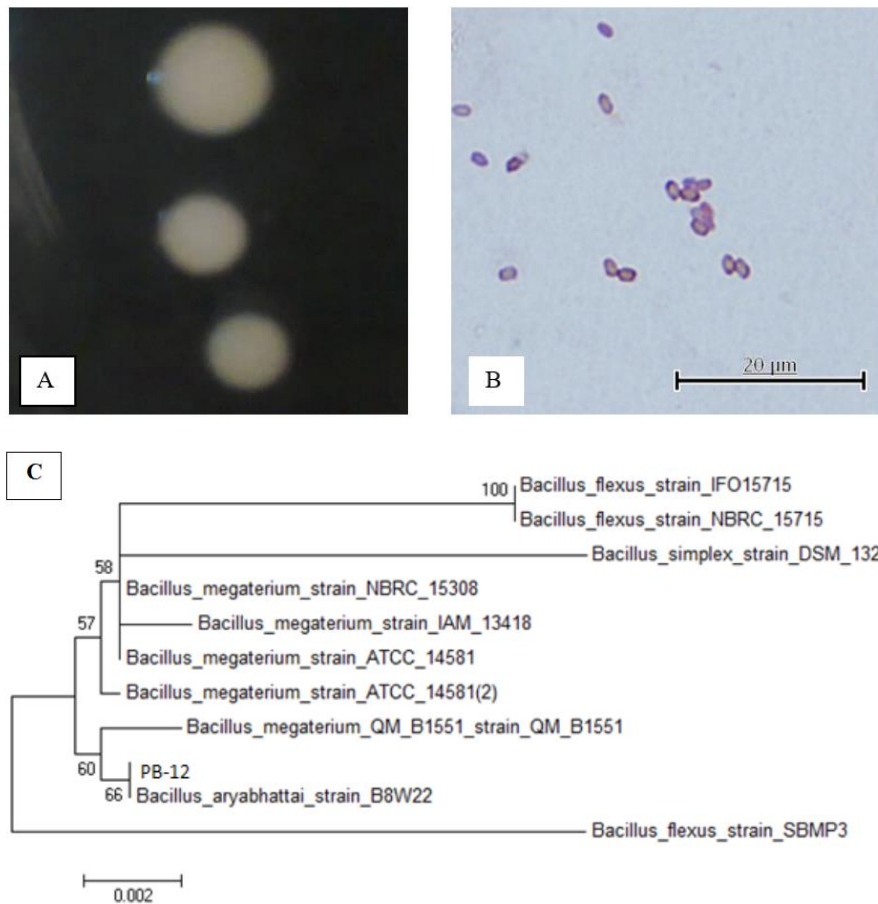 A
B
20 µm
C
100
Bacillus_flexus_strain_IFO15715
Bacillus_flexus_strain_NBRC_15715
Bacillus_simplex_strain_DSM_132
58
Bacillus_megaterium_strain_NBRC_15308
57
Bacillus_megaterium_strain_IAM_13418
Bacillus_megaterium_strain_ATCC_14581
Bacillus_megaterium_strain_ATCC_14581(2)
Bacillus_megaterium_QM_B1551_strain_QM_B1551
60
PB-12
66
Bacillus_aryabhattai_strain_B8W22
Bacillus_flexus_strain_SBMP3
0.002